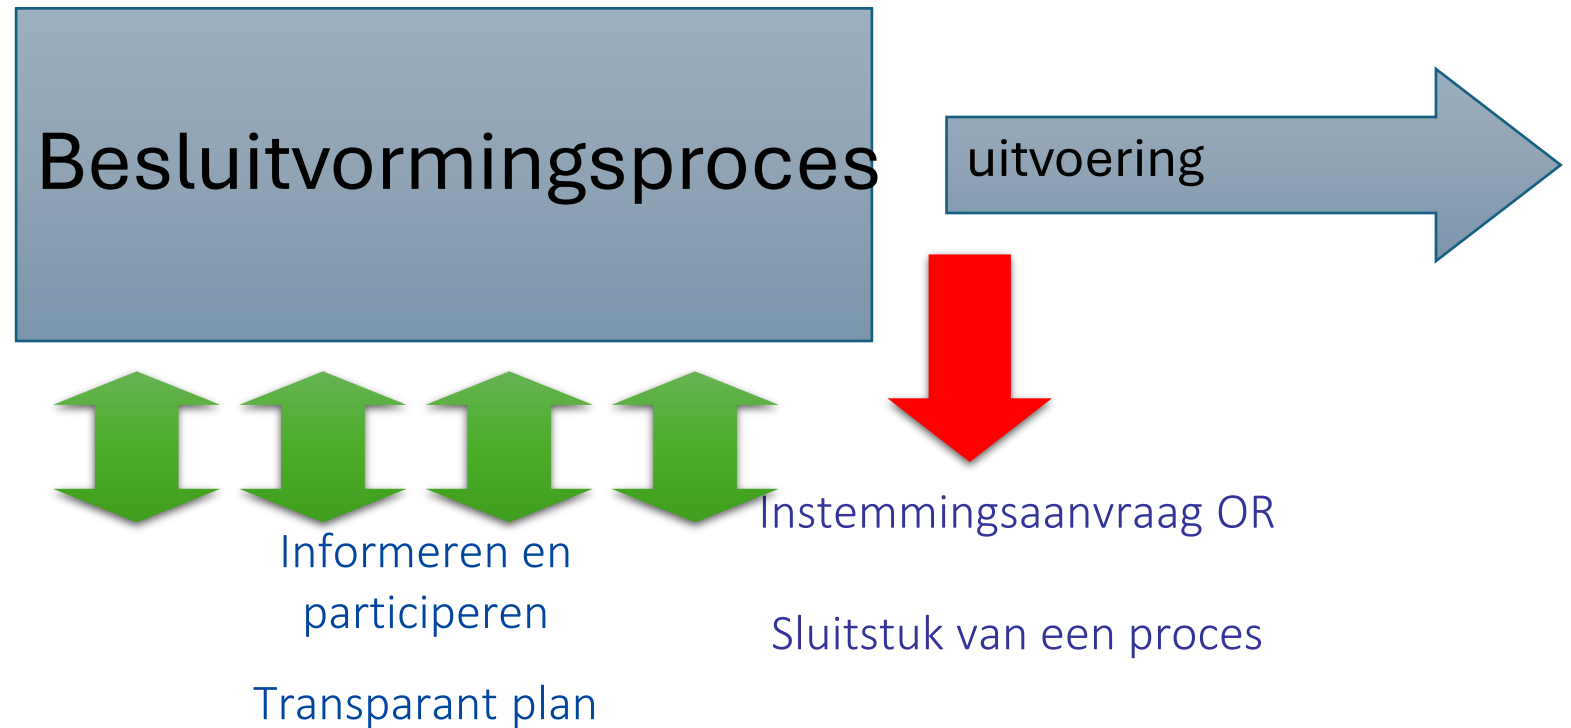 Besluitvormingsproces
uitvoering
Instemmingsaanvraag OR
Informeren en
participeren
Sluitstuk van een proces
Transparant plan